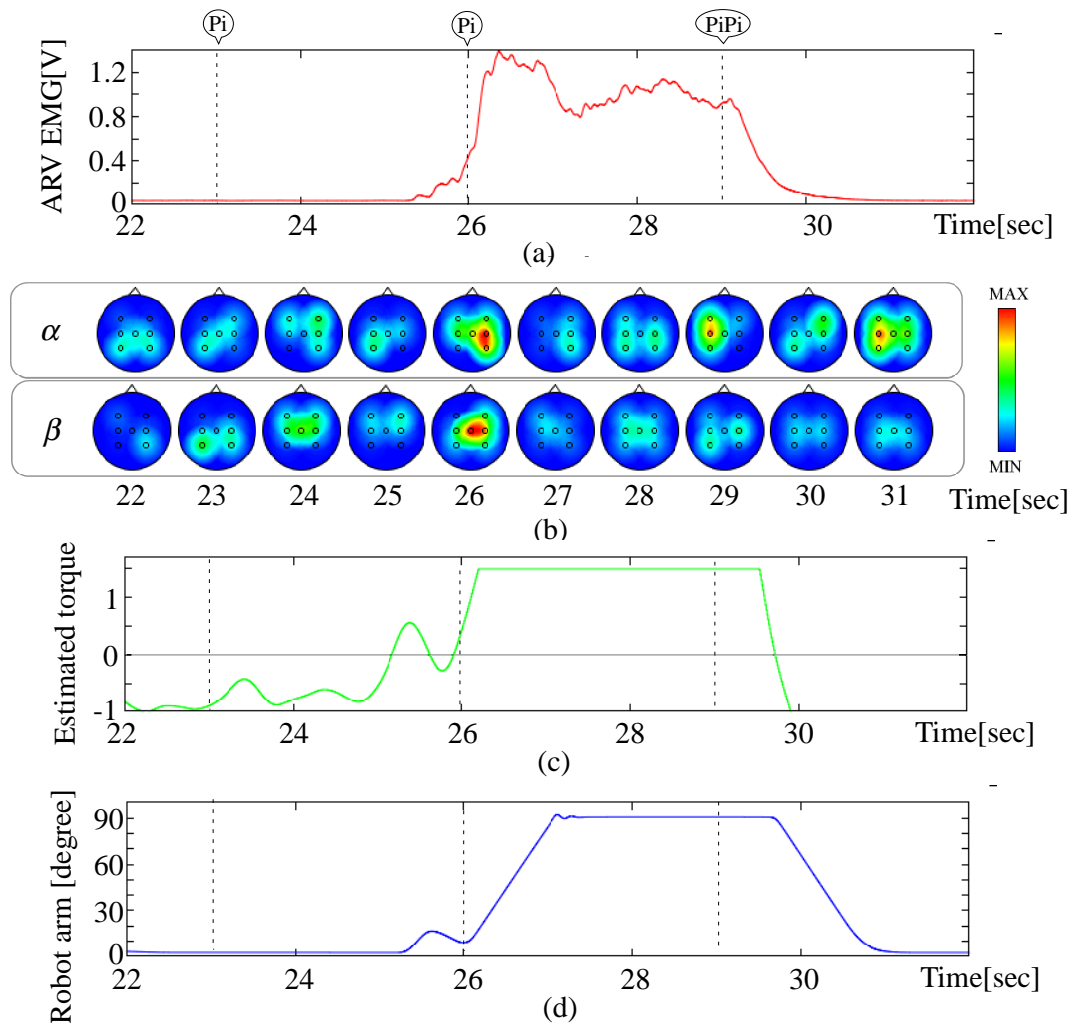 Pi Pi PiPi
ARV EMG[V]
1.2
0.8
0.4
0
22 24 26 28 30 Time[sec]
(a)
α
β
MAX
MIN
22 23 24 25 26 27 28 29 30 31 Time[sec]
(b)
Estimated torque
1
0
-1
22 24 26 28 30 Time[sec]
(c)
Robot arm [degree]
90
60
30
0
22 24 26 28 30 Time[sec]
(d)